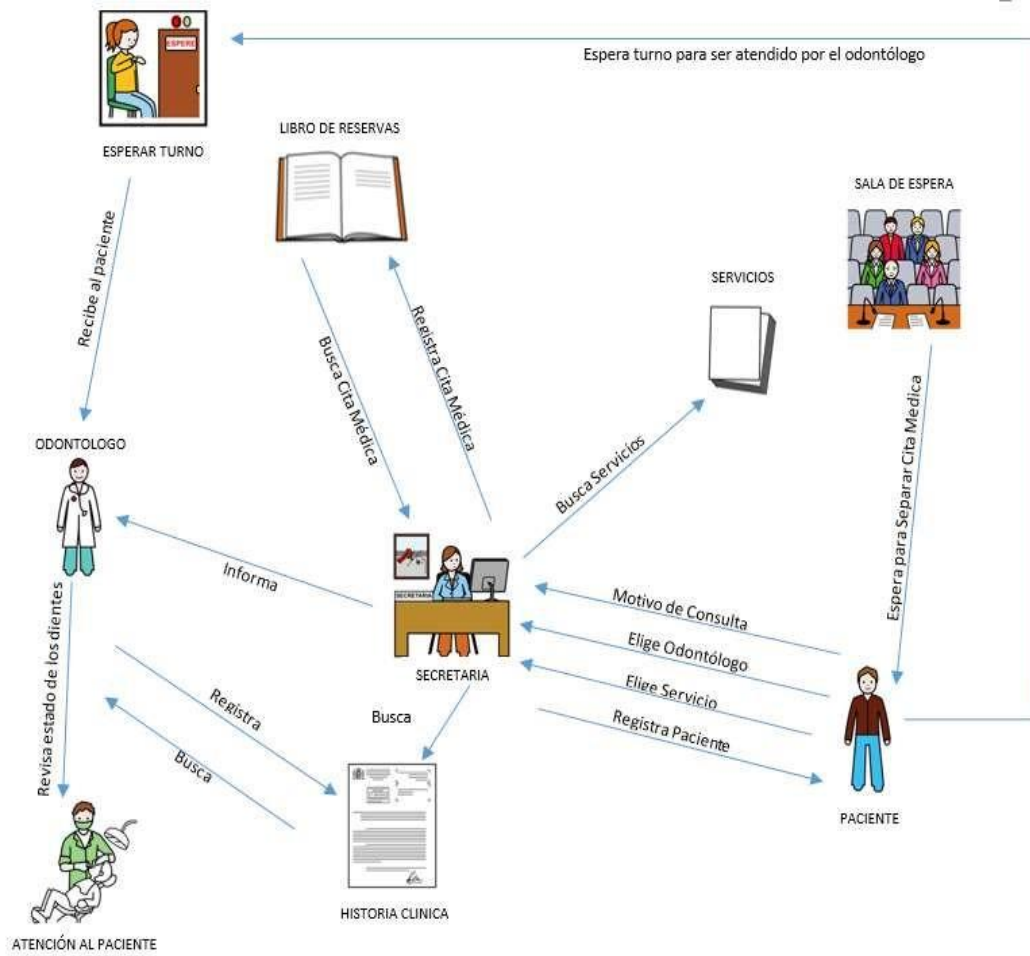 ESPERE
Espera turno para ser atendido por el odontólogo
ESPERAR TURNO
LIBRO DE RESERVAS
SALA DE ESPERA
SERVICIOS
Recibe al paciente
Busca Cita Médica
Registra Cita Médica
Busca Servicios
Espera para Separar Cita Medica
ODONTOLOGO
Informa
SECRETARIA
SECRETARIA
Motivo de Consulta
Elige Odontólogo
Elige Servicio
Registra Paciente
Revisa estado de los dientes
Registra
Busca
Busca
PACIENTE
HISTORIA CLINICA
ATENCIÓN AL PACIENTE